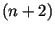 (n + 2)